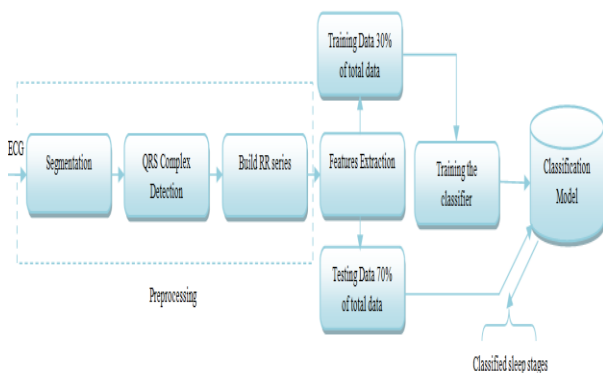 Training Data 30%
of total data
ECG
Segmentation
QRS Complex
Detection
Build RR series
Features Extraction
Training the
classifier
Classification
Model
Preprocessing
Testing Data 70%
of total data
Classified sleep stages